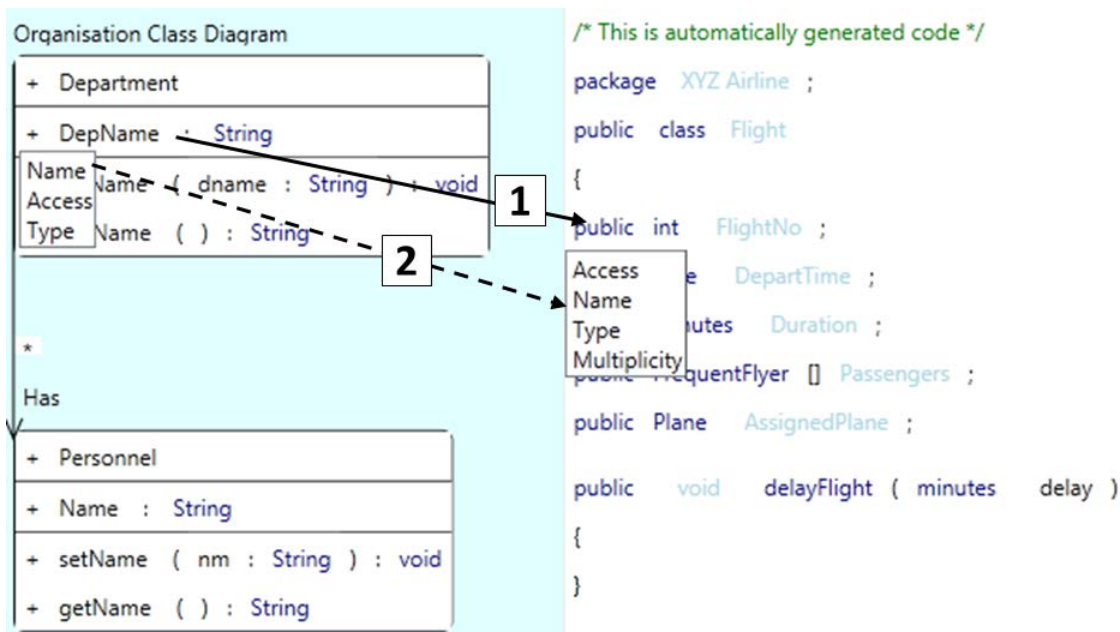 Organisation Class Diagram
+ Department
+ DepName : String
Name
Access
Type
Name ( dname : String ) : void
Name ( ) : String
1
2
*
Has
+ Personnel
+ Name : String
+ setName ( nm : String ) : void
+ getName ( ) : String
/* This is automatically generated code */
package XYZ Airline ;
public class Flight
{
public int FlightNo ;
Access
Name
Type
Multiplicity
DepartTime ;
Duration ;
[] Passengers ;
public Plane AssignedPlane ;
public void delayFlight ( minutes delay )
{
}